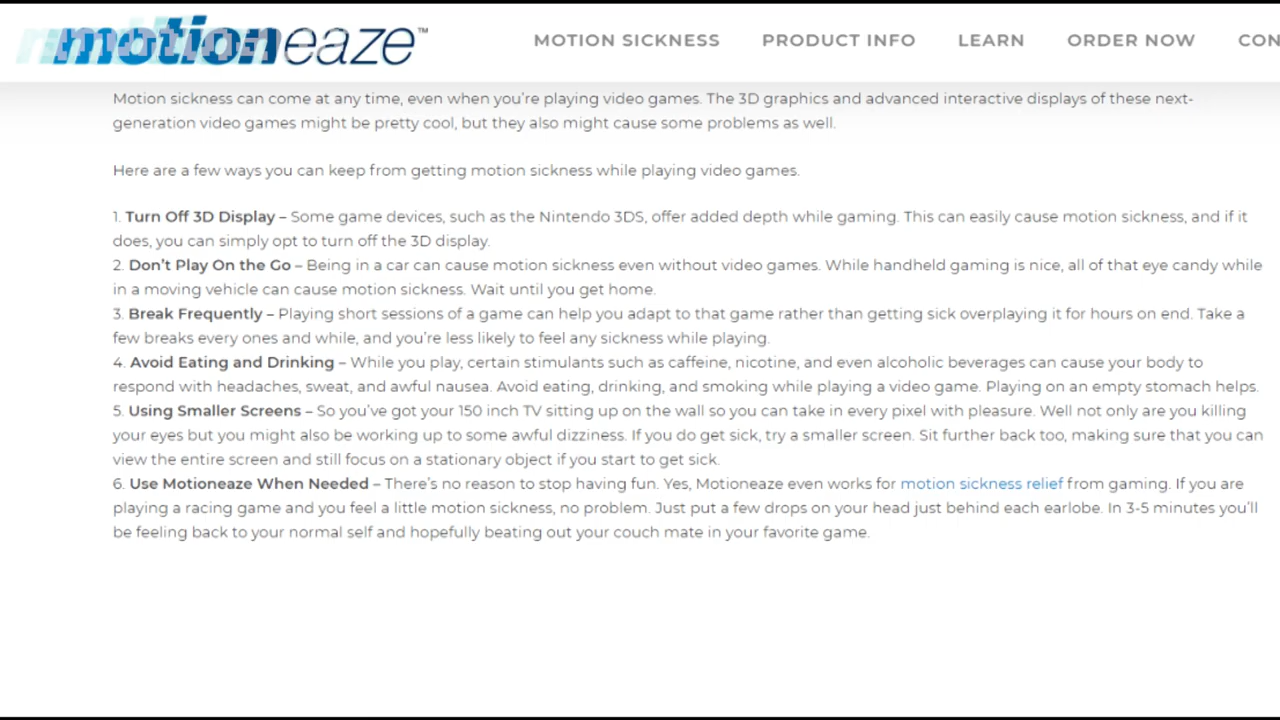 motioneaze™
MOTION SICKNESS PRODUCT INFO LEARN ORDER NOW CON
Motion sickness can come at any time, even when you're playing video games. The 3D graphics and advanced interactive displays of these next-
generation video games might be pretty cool, but they also might cause some problems as well.
Here are a few ways you can keep from getting motion sickness while playing video games.
1. Turn Off 3D Display – Some game devices, such as the Nintendo 3DS, offer added depth while gaming. This can easily cause motion sickness, and if it
does, you can simply opt to turn off the 3D display.
2. Don't Play On the Go – Being in a car can cause motion sickness even without video games. While handheld gaming is nice, all of that eye candy while
in a moving vehicle can cause motion sickness. Wait until you get home.
3. Break Frequently – Playing short sessions of a game can help you adapt to that game rather than getting sick overplaying it for hours on end. Take a
few breaks every ones and while, and you're less likely to feel any sickness while playing.
4. Avoid Eating and Drinking – While you play, certain stimulants such as caffeine, nicotine, and even alcoholic beverages can cause your body to
respond with headaches, sweat, and awful nausea. Avoid eating, drinking, and smoking while playing a video game. Playing on an empty stomach helps.
5. Using Smaller Screens – So you've got your 150 inch TV sitting up on the wall so you can take in every pixel with pleasure. Well not only are you killing
your eyes but you might also be working up to some awful dizziness. If you do get sick, try a smaller screen. Sit further back too, making sure that you can
view the entire screen and still focus on a stationary object if you start to get sick.
6. Use Motioneaze When Needed – There's no reason to stop having fun. Yes, Motioneaze even works for motion sickness relief from gaming. If you are
playing a racing game and you feel a little motion sickness, no problem. Just put a few drops on your head just behind each earlobe. In 3-5 minutes you'll
be feeling back to your normal self and hopefully beating out your couch mate in your favorite game.